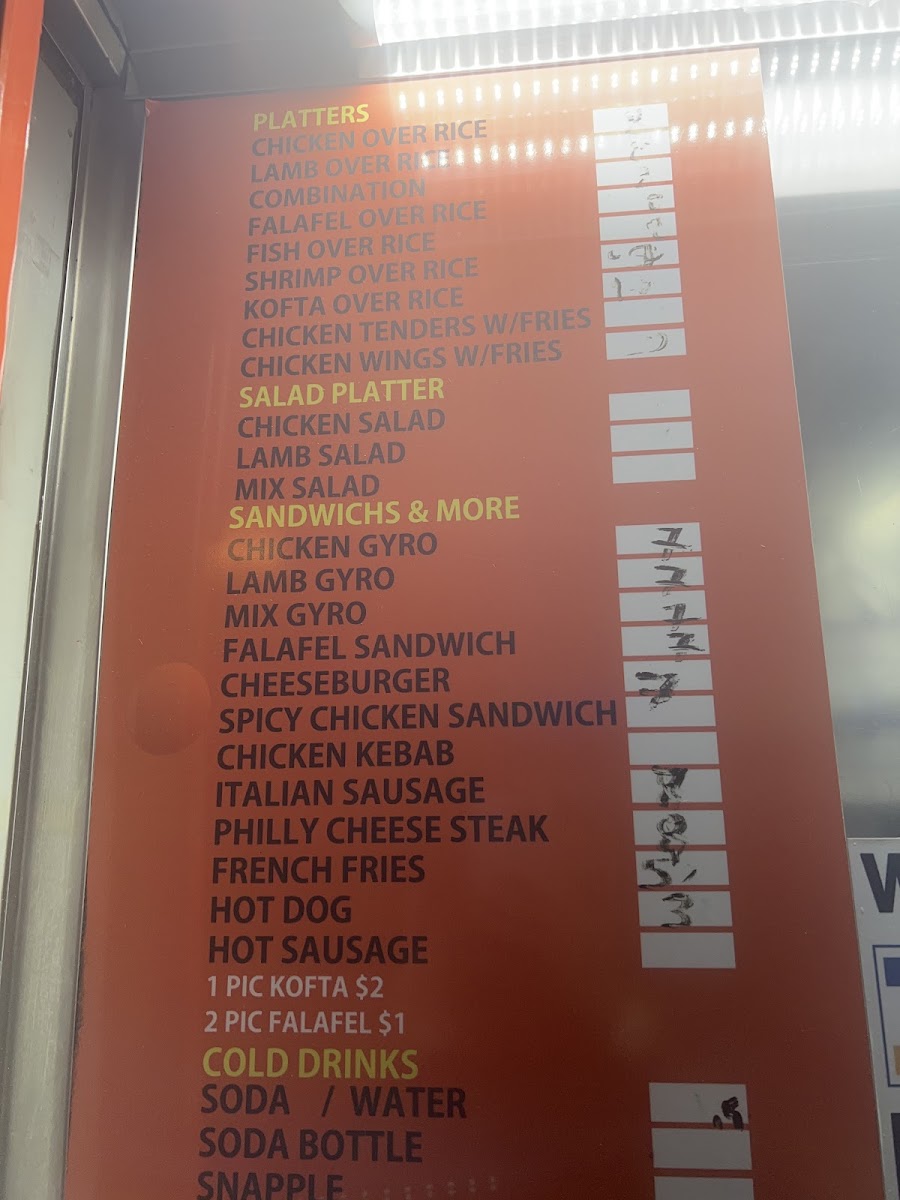 PLATTERS
CHICKEN OVER RICE
LAMB OVER RICE
COMBINATION
FALAFEL OVER RICE
FISH OVER RICE
SHRIMP OVER RICE
KOFTA OVER RICE
CHICKEN TENDERS W/FRIES
CHICKEN WINGS W/FRIES
SALAD PLATTER
CHICKEN SALAD
LAMB SALAD
MIX SALAD
SANDWICHS & MORE
CHICKEN GYRO
LAMB GYRO
MIX GYRO
FALAFEL SANDWICH
CHEESEBURGER
SPICY CHICKEN SANDWICH
CHICKEN KEBAB
ITALIAN SAUSAGE
PHILLY CHEESE STEAK
FRENCH FRIES
HOT DOG
HOT SAUSAGE
1 PIC KOFTA $2
2 PIC FALAFEL $1
COLD DRINKS
SODA / WATER
SODA BOTTLE
SNAPPLE